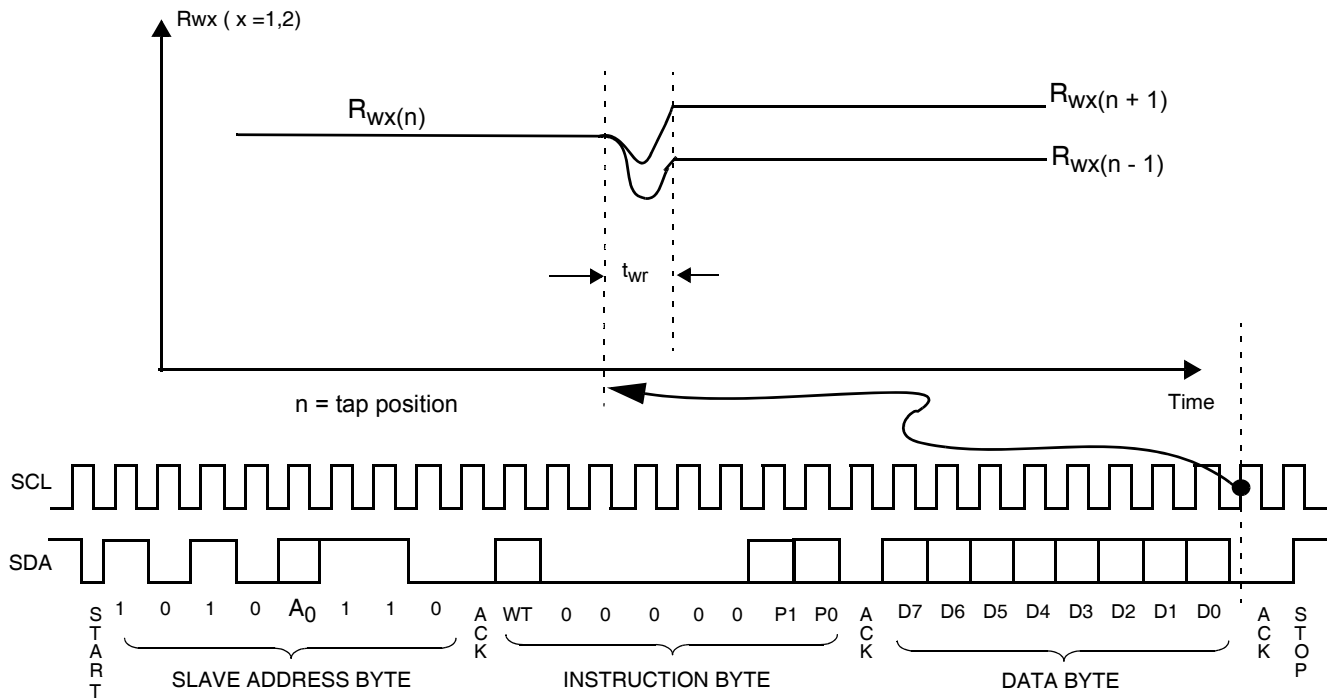 Rwx ( x =1,2)
Rwx(n)
Rwx(n + 1)
Rwx(n - 1)
twr
Time
n = tap position
SCL
SDA
START 1 0 1 0 A0 1 1 0 ACK WT 0 0 0 0 0 P1 P0 ACK D7 D6 D5 D4 D3 D2 D1 D0 ACK STOP
SLAVE ADDRESS BYTE INSTRUCTION BYTE DATA BYTE